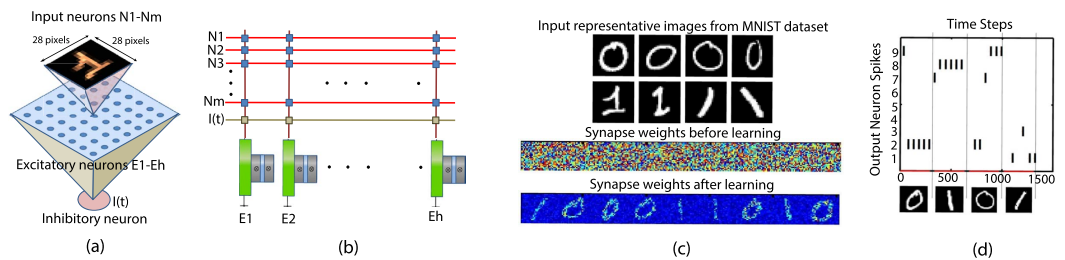 Input neurons N1-Nm
28 pixels
28 pixels
Excitatory neurons E1-Eh
I(t)
Inhibitory neuron
(a)
N1
N2
N3
Nm
I(t)
E1
E2
Eh
(b)
Input representative images from MNIST dataset
Synapse weights before learning
Synapse weights after learning
(c)
Time Steps
Output Neuron Spikes
9
8
7
6
5
4
3
2
1
0
500
1000
1500
(d)